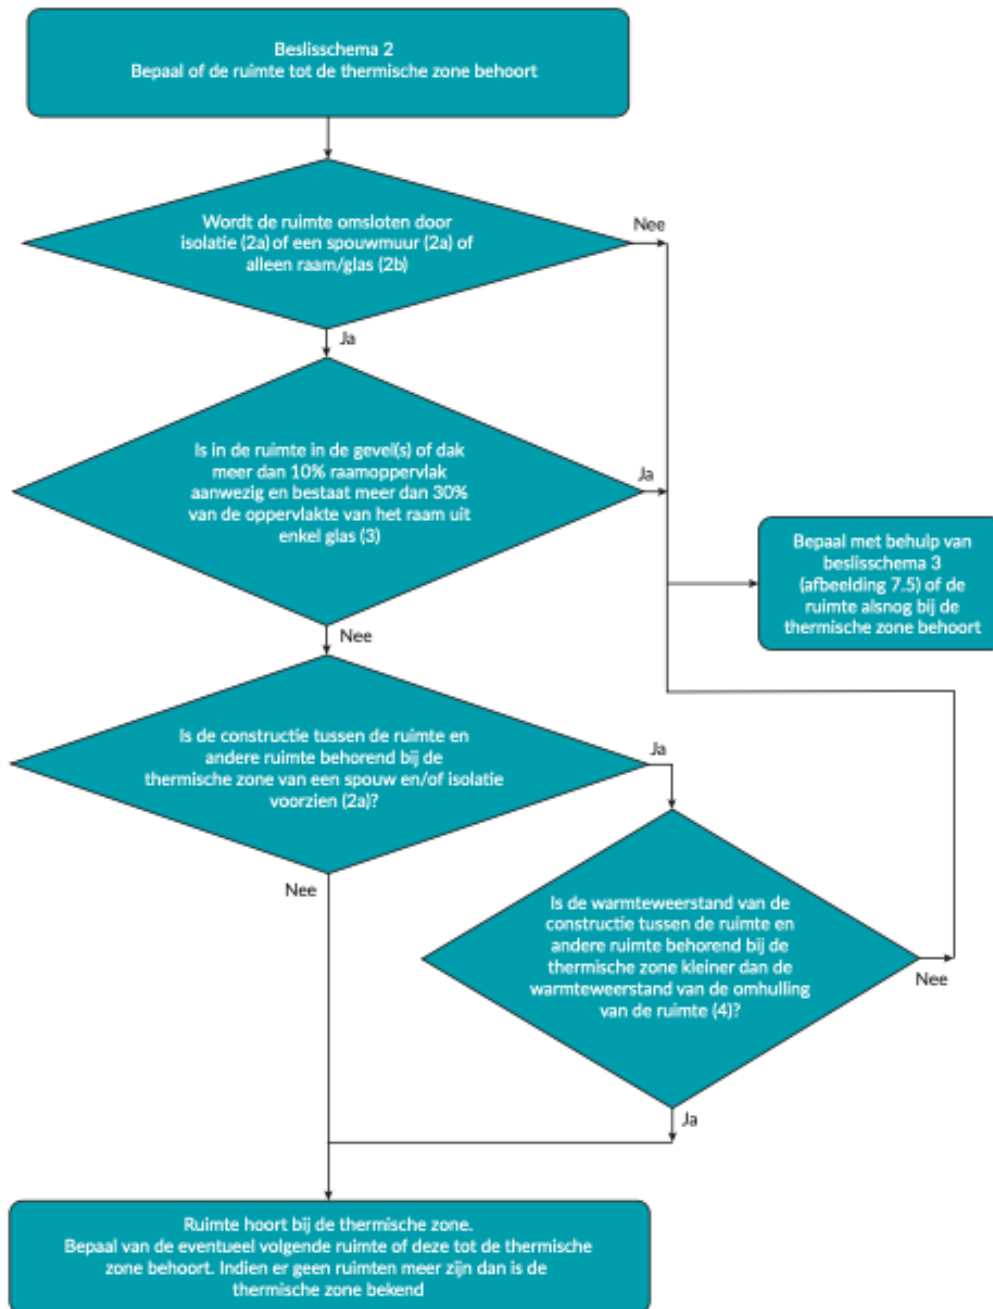 Beslisschema 2
Bepaal of de ruimte tot de thermische zone behoort
Wordt de ruimte omsloten door
isolatie (2a) of een spouwmuur (2a) of
alleen raam/glas (2b)
Nee
Ja
Is in de ruimte in de gevel(s) of dak
meer dan 10% raamoppervlak
aanwezig en bestaat meer dan 30%
van de oppervlakte van het raam uit
enkel glas (3)
Ja
Nee
Bepaal met behulp van
beslisschema 3
(afbeelding 7.5) of de
ruimte alsnog bij de
thermische zone behoort
Is de constructie tussen de ruimte en
andere ruimte behorend bij de
thermische zone van een spouw en/of isolatie
voorzien (2a)?
Ja
Nee
Is de warmteweerstand van de
constructie tussen de ruimte en
andere ruimte behorend bij de
thermische zone kleiner dan de
warmteweerstand van de omhulling
van de ruimte (4)?
Nee
Ja
Ruimte hoort bij de thermische zone.
Bepaal van de eventueel volgende ruimte of deze tot de thermische
zone behoort. Indien er geen ruimten meer zijn dan is de
thermische zone bekend